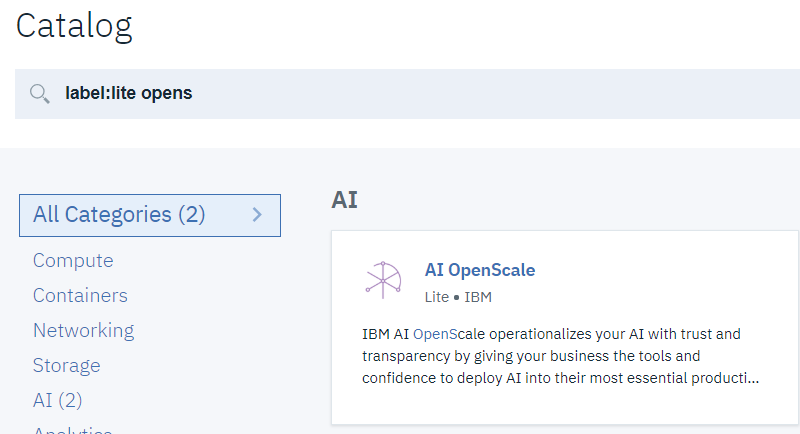 Catalog
label:lite opens
All Categories (2)
Compute
Containers
Networking
Storage
AI (2)
Analytics
AI
AI OpenScale
Lite • IBM
IBM AI OpenScale operationalizes your AI with trust and
transparency by giving your business the tools and
confidence to deploy AI into their most essential producti...